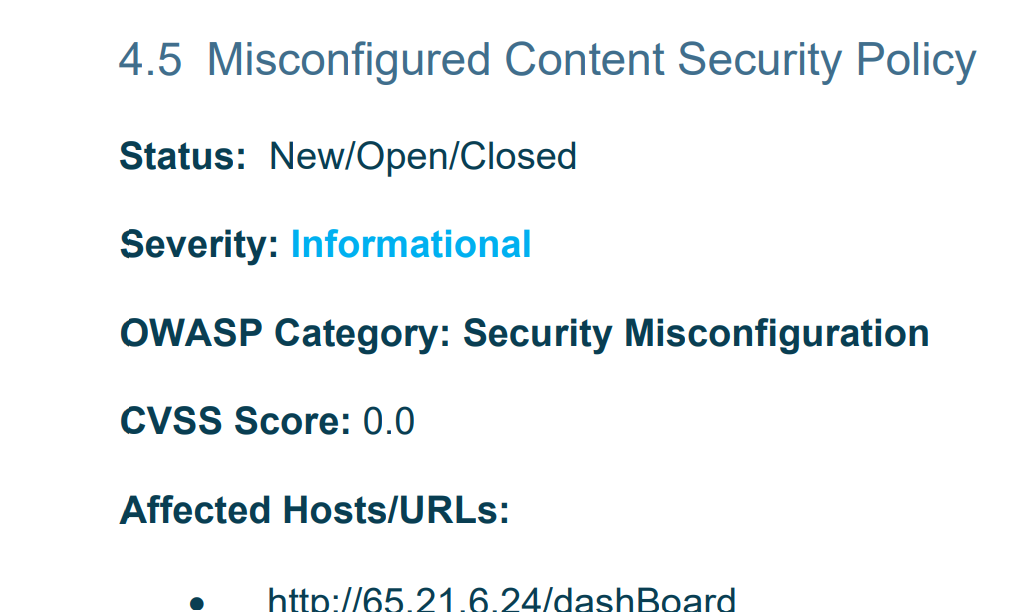 4.5 Misconfigured Content Security Policy
Status: New/Open/Closed
Severity: Informational
OWASP Category: Security Misconfiguration
CVSS Score: 0.0
Affected Hosts/URLs:
• http://65.21.6.24/dashBoard